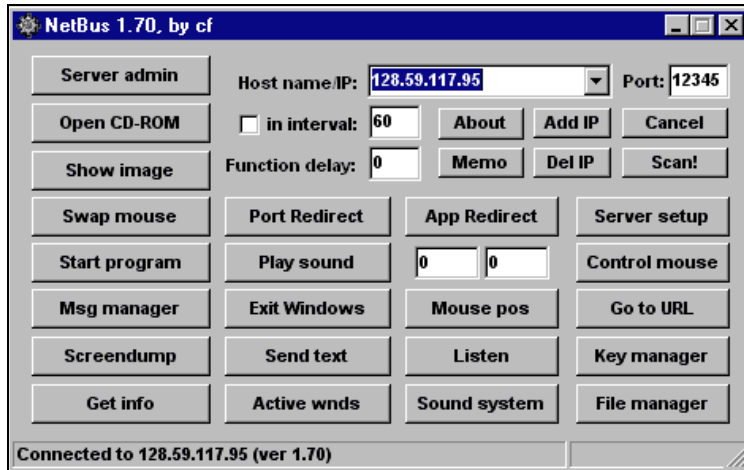 NetBus 1.70, by cf
Server admin Host name/IP: 128.59.117.95 Port: 12345
Open CD-ROM in interval: 60 About Add IP Cancel
Show image Function delay: 0 Memo Del IP Scan!
Swap mouse Port Redirect App Redirect Server setup
Start program Play sound 0 0 Control mouse
Msg manager Exit Windows Mouse pos Go to URL
Screendump Send text Listen Key manager
Get info Active wnds Sound system File manager
Connected to 128.59.117.95 (ver 1.70)